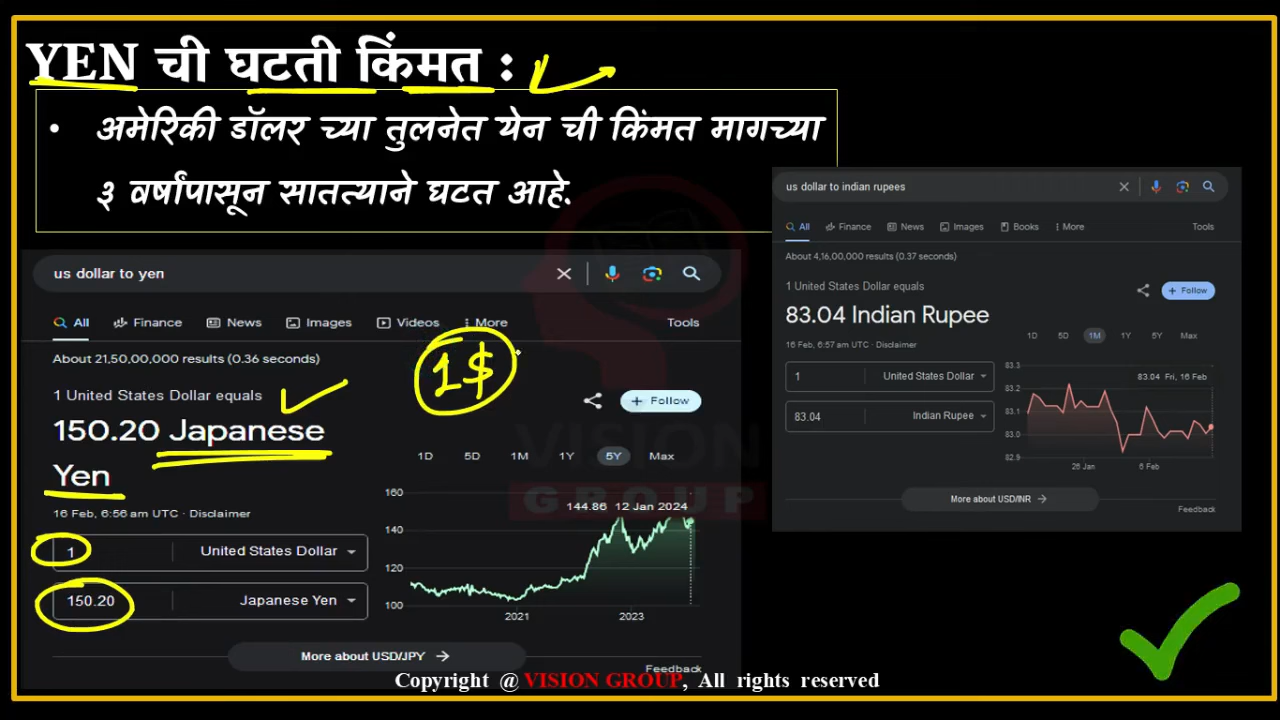 YEN ची घटती किंमत :
• अमेरिकी डॉलर च्या तुलनेत येन ची किंमत मागच्या
३ वर्षांपासून सातत्याने घटत आहे.
us dollar to yen
All Finance News Images Videos More Tools
About 21,50,00,000 results (0.36 seconds)
1 United States Dollar equals
150.20 Japanese
Yen
16 Feb, 6:56 am UTC · Disclaimer
1 United States Dollar
150.20 Japanese Yen
1$
+ Follow
1D 5D 1M 1Y 5Y Max
160
144.86 12 Jan 2024
140
120
100
2021 2023
More about USD/JPY →
Feedback
us dollar to indian rupees
All Finance News Images Books More Tools
About 4,16,00,000 results (0.37 seconds)
1 United States Dollar equals
+ Follow
83.04 Indian Rupee
16 Feb, 6:57 am UTC · Disclaimer
1 United States Dollar
83.04 Indian Rupee
1D 5D 1M 1Y 5Y Max
83.3
83.04 Fri, 16 Feb
83.2
83.1
83.0
82.9
26 Jan 6 Feb
More about USD/INR →
Feedback
VISION
GROUP
Copyright @ VISION GROUP, All rights reserved